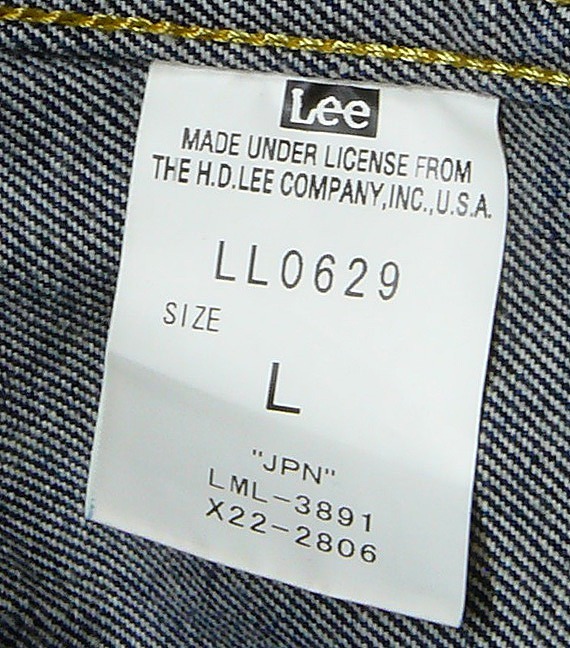 Lee
MADE UNDER LICENSE FROM
THE H.D.LEE COMPANY,INC.,U.S.A.
LL0629
SIZE
L
"JPN"
LML-3891
X22-2806